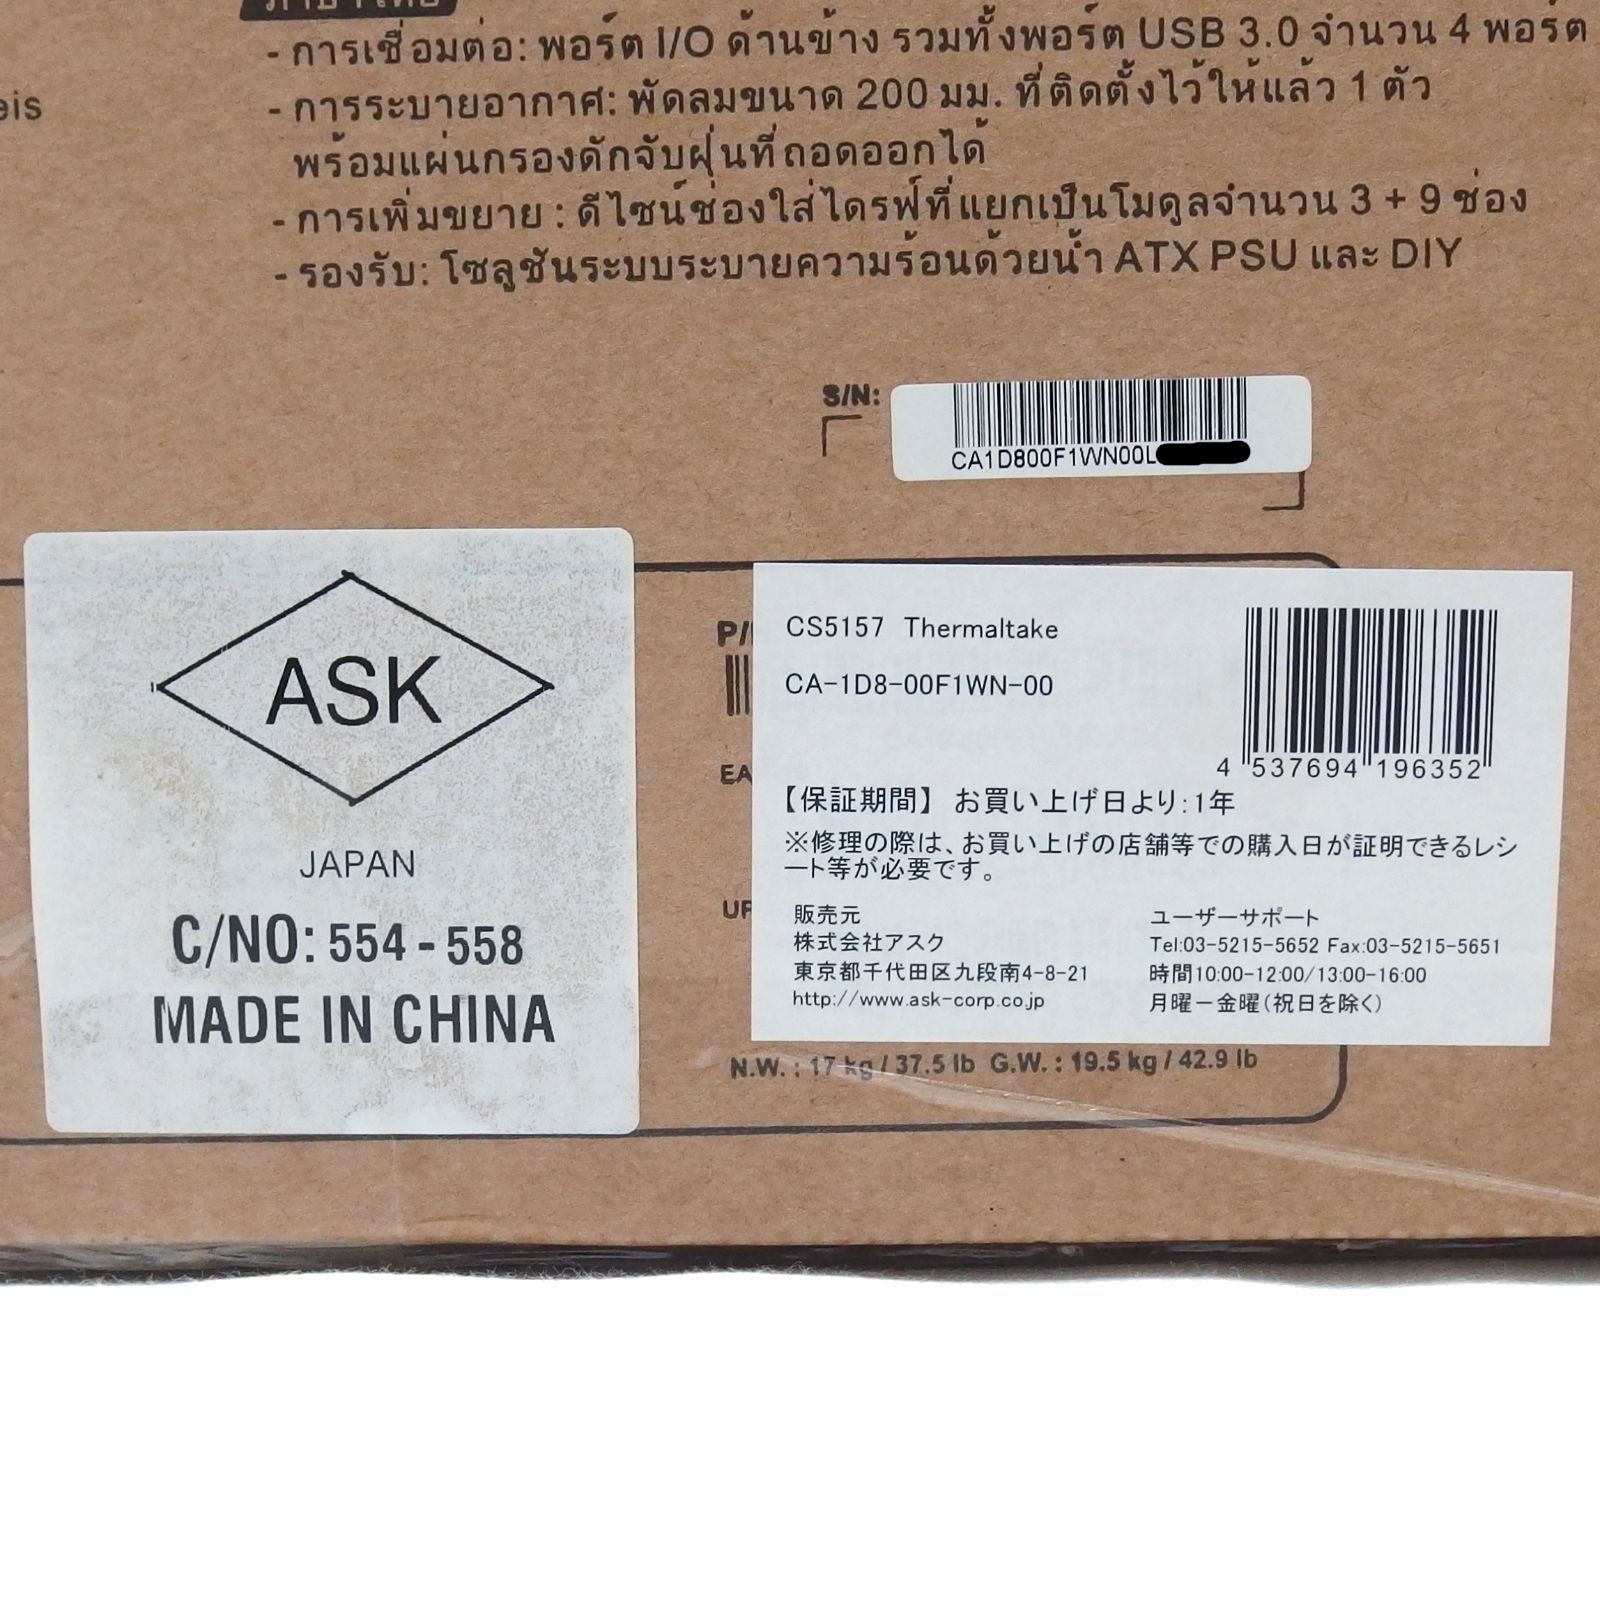 eis
ภาษาไทย
- การเชื่อมต่อ: พอร์ต I/O ด้านข้าง รวมทั้งพอร์ต USB 3.0 จำนวน 4 พอร์ต
- การระบายอากาศ: พัดลมขนาด 200 มม. ที่ติดตั้งไว้ให้แล้ว 1 ตัว
พร้อมแผ่นกรองดักจับฝุ่นที่ถอดออกได้
- การเพิ่มขยาย : ดีไซน์ช่องใส่ไดรฟ์ที่แยกเป็นโมดูลจำนวน 3 + 9 ช่อง
- รองรับ: โซลูชันระบบระบายความร้อนด้วยน้ำ ATX PSU และ DIY
S/N:
CA1D800F1WN00L
ASK
JAPAN
C/NO: 554 - 558
MADE IN CHINA
P/
EA
UP
CS5157 Thermaltake
CA-1D8-00F1WN-00
4 537694 196352
【保証期間】 お買い上げ日より:1年
※修理の際は、お買い上げの店舗等での購入日が証明できるレシ
ート等が必要です。
販売元
株式会社アスク
東京都千代田区九段南4-8-21
http://www.ask-corp.co.jp
ユーザーサポート
Tel:03-5215-5652 Fax:03-5215-5651
時間10:00-12:00/13:00-16:00
月曜－金曜(祝日を除く)
N.W. : 17 kg / 37.5 lb G.W. : 19.5 kg / 42.9 lb